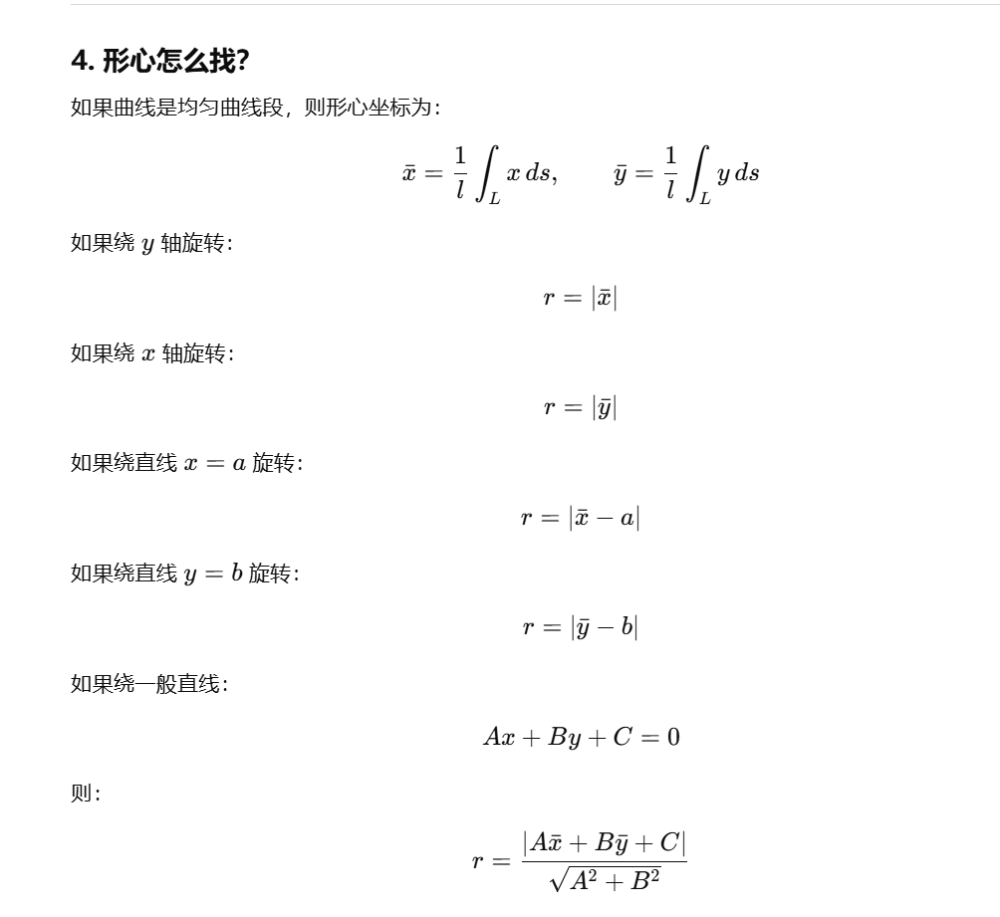 4. 形心怎么找？
如果曲线是均匀曲线段，则形心坐标为：
$\bar{x} = \frac{1}{l} \int_L x \, ds, \qquad \bar{y} = \frac{1}{l} \int_L y \, ds$
如果绕 $y$ 轴旋转：
$r = |\bar{x}|$
如果绕 $x$ 轴旋转：
$r = |\bar{y}|$
如果绕直线 $x = a$ 旋转：
$r = |\bar{x} - a|$
如果绕直线 $y = b$ 旋转：
$r = |\bar{y} - b|$
如果绕一般直线：
$Ax + By + C = 0$
则：
$r = \frac{|A\bar{x} + B\bar{y} + C|}{\sqrt{A^2 + B^2}}$